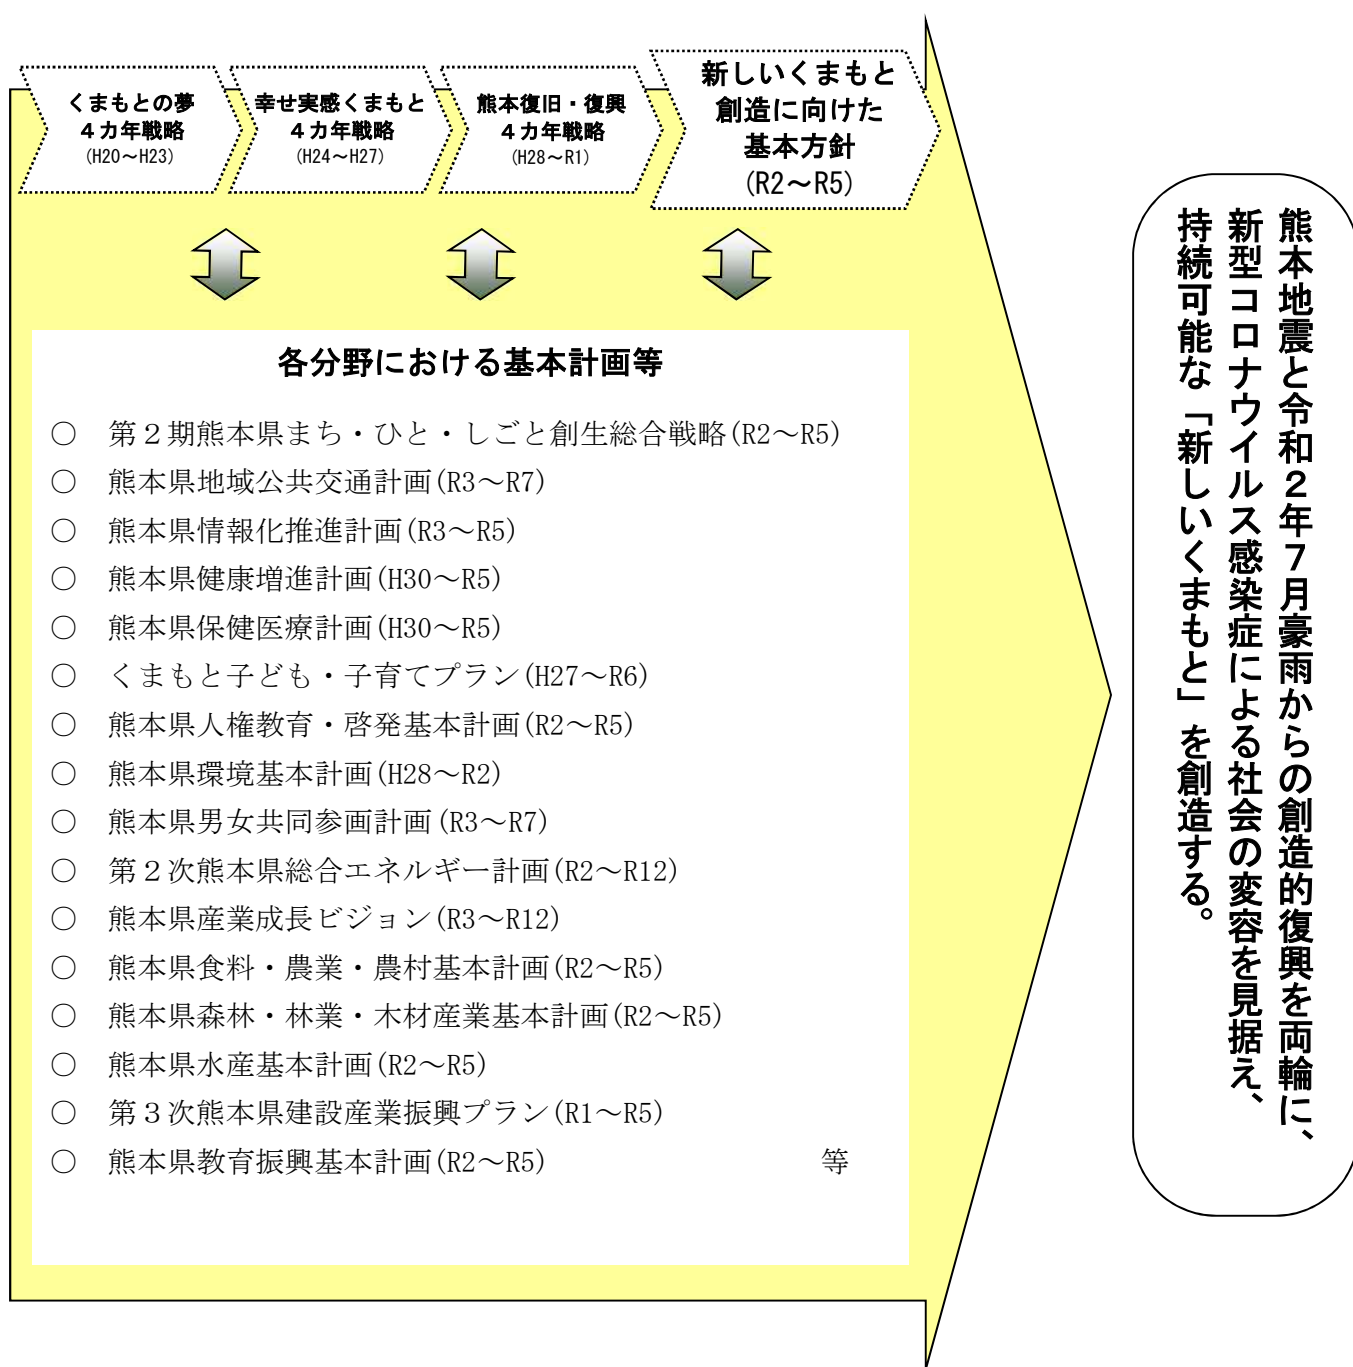 くまもとの夢
４カ年戦略
(H20～H23)
幸せ実感くまもと
４カ年戦略
(H24～H27)
熊本復旧・復興
４カ年戦略
(H28～R1)
新しいくまもと
創造に向けた
基本方針
(R2～R5)
各分野における基本計画等
○　第２期熊本県まち・ひと・しごと創生総合戦略(R2～R5)
○　熊本県地域公共交通計画(R3～R7)
○　熊本県情報化推進計画(R3～R5)
○　熊本県健康増進計画(H30～R5)
○　熊本県保健医療計画(H30～R5)
○　くまもと子ども・子育てプラン(H27～R6)
○　熊本県人権教育・啓発基本計画(R2～R5)
○　熊本県環境基本計画(H28～R2)
○　熊本県男女共同参画計画(R3～R7)
○　第２次熊本県総合エネルギー計画(R2～R12)
○　熊本県産業成長ビジョン(R3～R12)
○　熊本県食料・農業・農村基本計画(R2～R5)
○　熊本県森林・林業・木材産業基本計画(R2～R5)
○　熊本県水産基本計画(R2～R5)
○　第３次熊本県建設産業振興プラン(R1～R5)
○　熊本県教育振興基本計画(R2～R5)　等
熊本地震と令和２年７月豪雨からの創造的復興を両輪に、
新型コロナウイルス感染症による社会の変容を見据え、
持続可能な「新しいくまもと」を創造する。